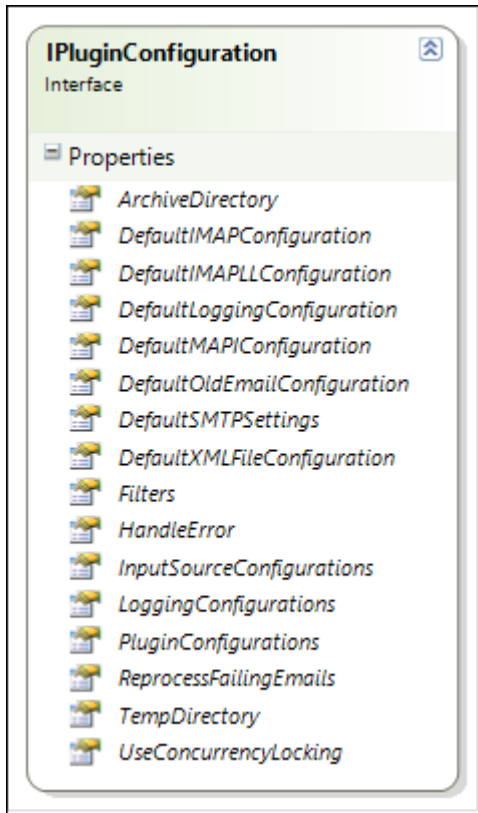 IPluginConfiguration
Interface
Properties
ArchiveDirectory
DefaultIMAPConfiguration
DefaultIMAPLLConfiguration
DefaultLoggingConfiguration
DefaultMAPIConfiguration
DefaultOldEmailConfiguration
DefaultSMTPSettings
DefaultXMLFileConfiguration
Filters
HandleError
InputSourceConfigurations
LoggingConfigurations
PluginConfigurations
ReprocessFailingEmails
TempDirectory
UseConcurrencyLocking